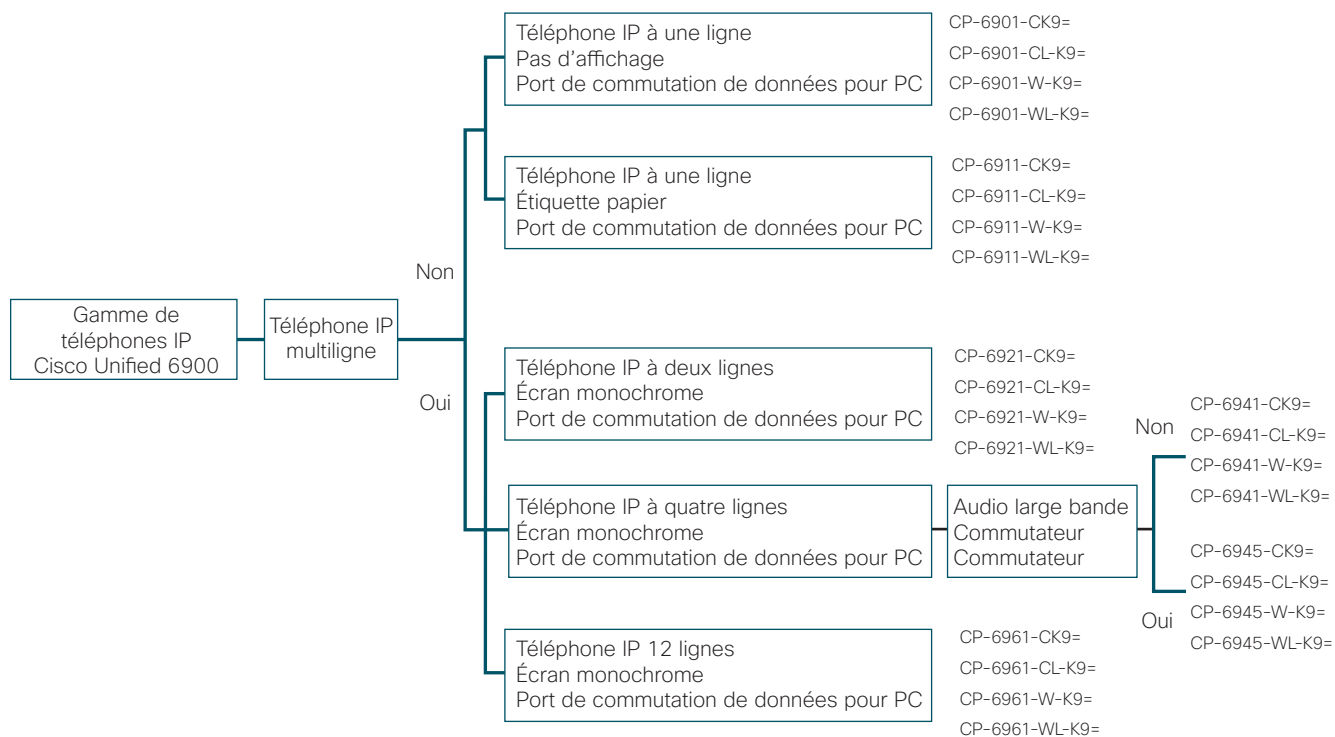 Gamme de
téléphones IP
Cisco Unified 6900
Téléphone IP
multiligne
Non
Téléphone IP à une ligne
Pas d’affichage
Port de commutation de données pour PC
CP-6901-CK9=
CP-6901-CL-K9=
CP-6901-W-K9=
CP-6901-WL-K9=
Téléphone IP à une ligne
Étiquette papier
Port de commutation de données pour PC
CP-6911-CK9=
CP-6911-CL-K9=
CP-6911-W-K9=
CP-6911-WL-K9=
Oui
Téléphone IP à deux lignes
Écran monochrome
Port de commutation de données pour PC
CP-6921-CK9=
CP-6921-CL-K9=
CP-6921-W-K9=
CP-6921-WL-K9=
Téléphone IP à quatre lignes
Écran monochrome
Port de commutation de données pour PC
Audio large bande
Commutateur
Commutateur
Non
CP-6941-CK9=
CP-6941-CL-K9=
CP-6941-W-K9=
CP-6941-WL-K9=
Oui
CP-6945-CK9=
CP-6945-CL-K9=
CP-6945-W-K9=
CP-6945-WL-K9=
Téléphone IP 12 lignes
Écran monochrome
Port de commutation de données pour PC
CP-6961-CK9=
CP-6961-CL-K9=
CP-6961-W-K9=
CP-6961-WL-K9=